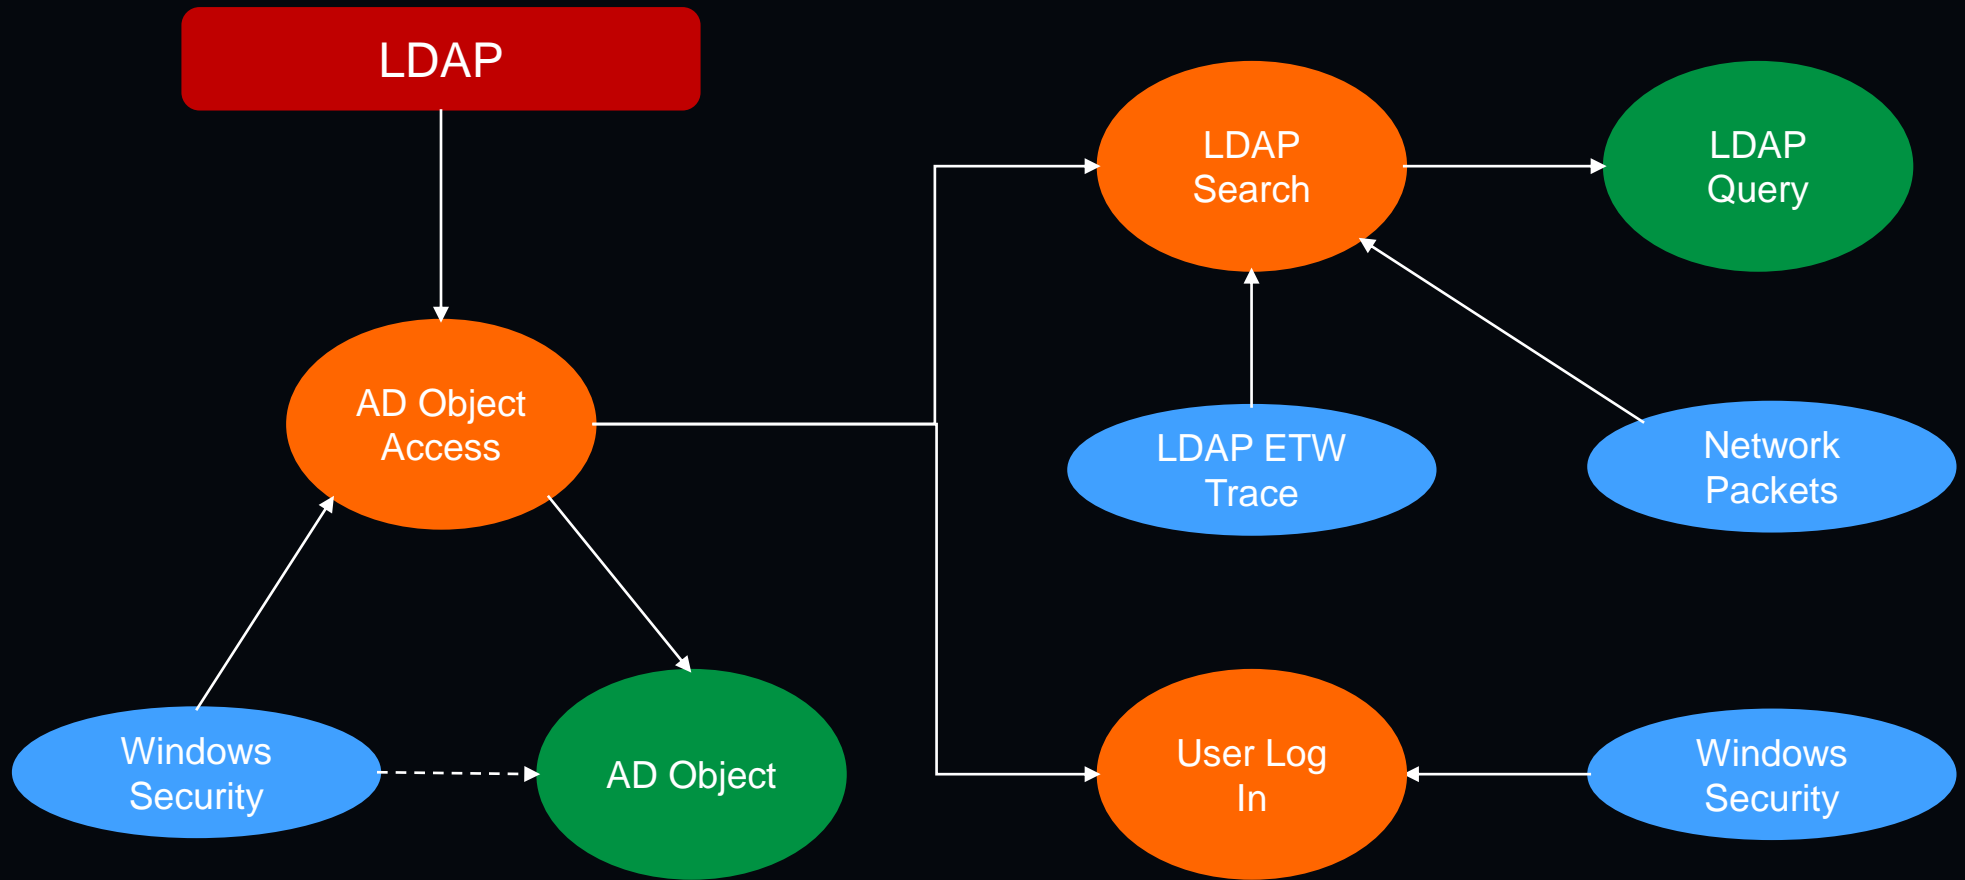 LDAP
LDAP
Search
LDAP
Query
AD Object
Access
LDAP ETW
Trace
Network
Packets
Windows
Security
AD Object
User Log
In
Windows
Security